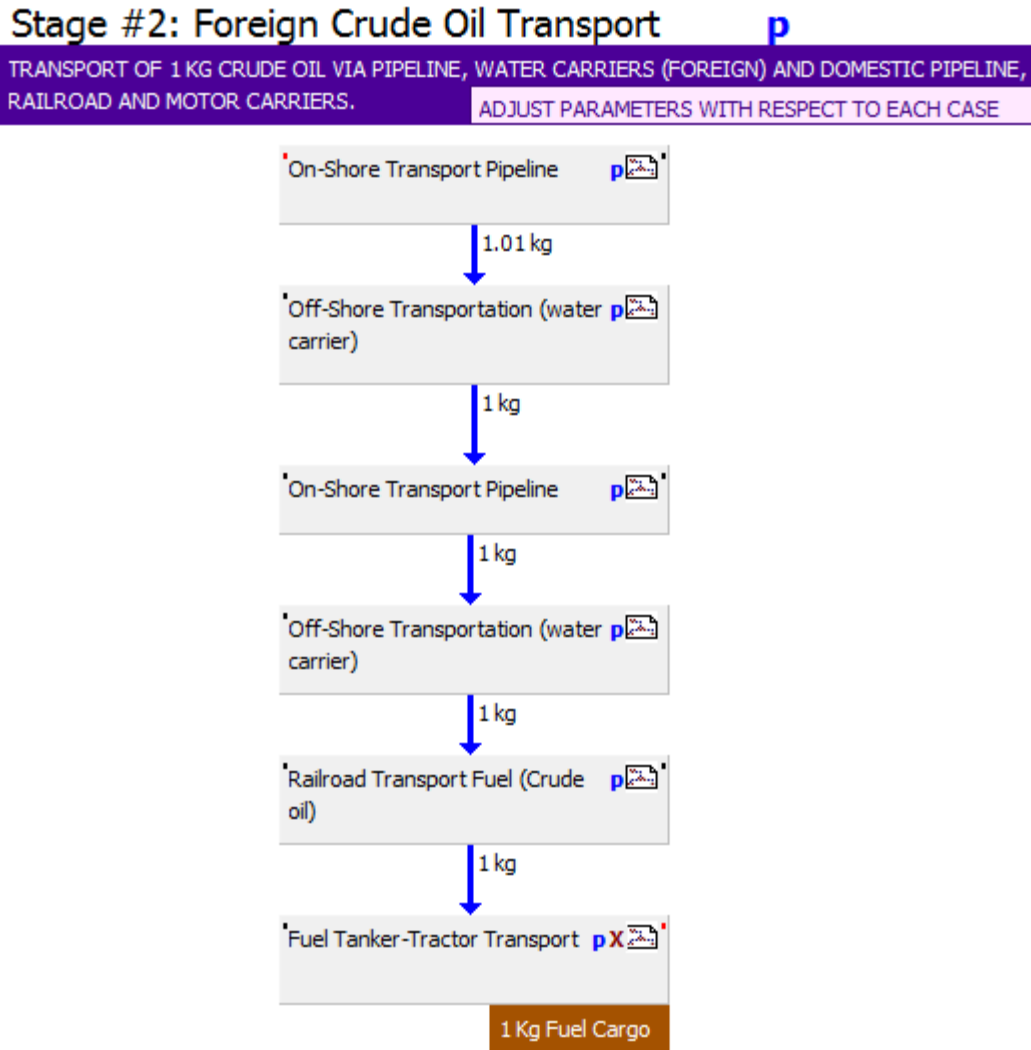 Stage #2: Foreign Crude Oil Transport p
TRANSPORT OF 1 KG CRUDE OIL VIA PIPELINE, WATER CARRIERS (FOREIGN) AND DOMESTIC PIPELINE,
RAILROAD AND MOTOR CARRIERS.
ADJUST PARAMETERS WITH RESPECT TO EACH CASE
On-Shore Transport Pipeline p
1.01 kg
Off-Shore Transportation (water p
carrier)
1 kg
On-Shore Transport Pipeline p
1 kg
Off-Shore Transportation (water p
carrier)
1 kg
Railroad Transport Fuel (Crude p
oil)
1 kg
Fuel Tanker-Tractor Transport p X
1 Kg Fuel Cargo